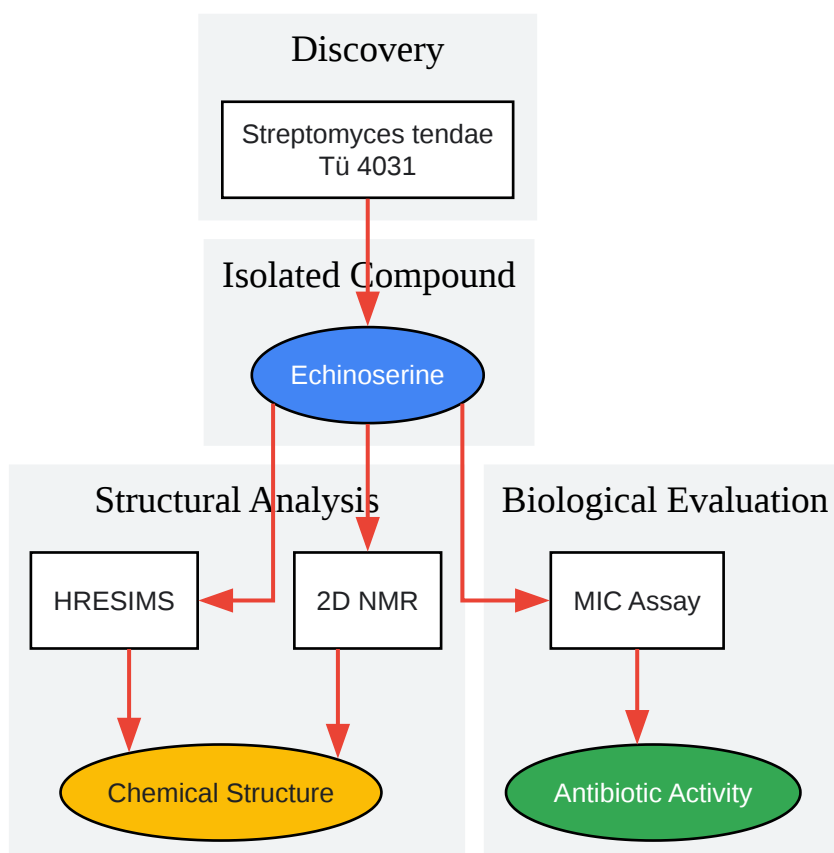 Discovery
Streptomyces tendae
Tü 4031
Isolated Compound
Echinoserine
Structural Analysis
Biological Evaluation
HRESIMS
2D NMR
MIC Assay
Chemical Structure
Antibiotic Activity